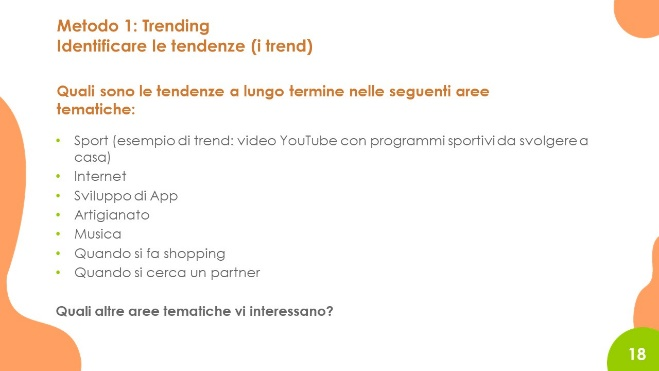 Metodo 1: Trending
Identificare le tendenze (i trend)
Quali sono le tendenze a lungo termine nelle seguenti aree
tematiche:
• Sport (esempio di trend: video YouTube con programmi sportivi da svolgere a
casa)
• Internet
• Sviluppo di App
• Artigianato
• Musica
• Quando si fa shopping
• Quando si cerca un partner
Quali altre aree tematiche vi interessano?
18